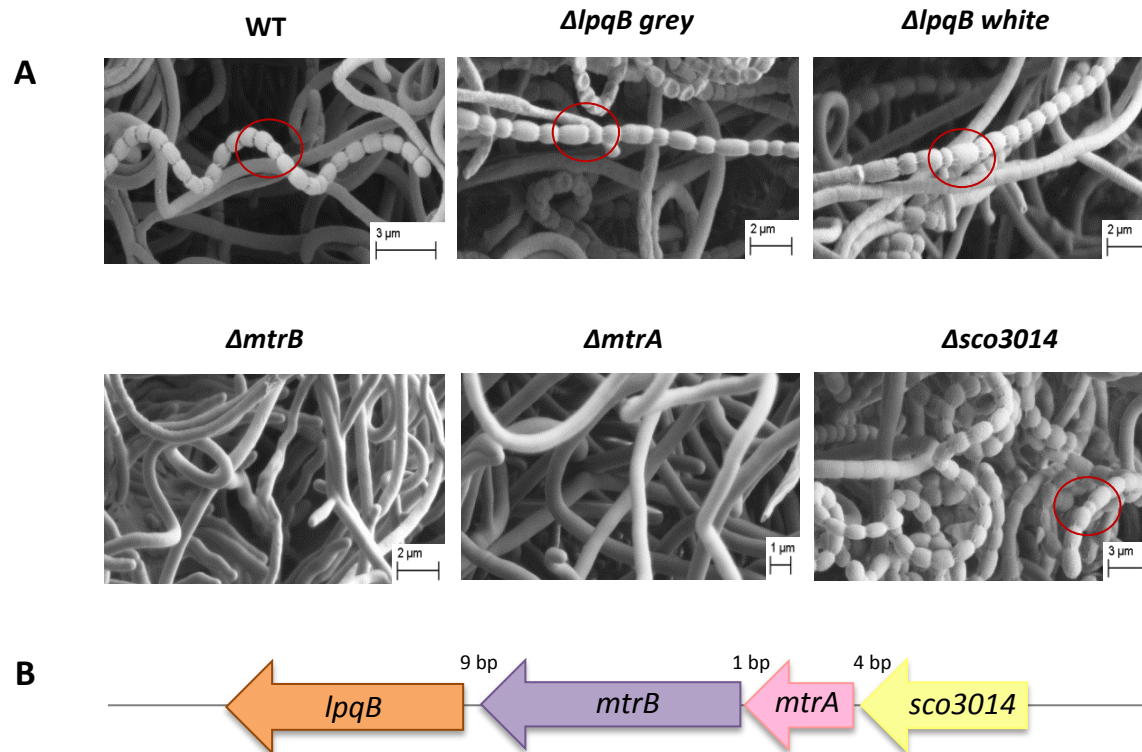 WT
ΔlpqB grey
ΔlpqB white
A
3 µm
2 µm
2 µm
ΔmtrB
ΔmtrA
Δsco3014
2 µm
1 µm
3 µm
B
9 bp
1 bp
4 bp
lpqB
mtrB
mtrA
sco3014